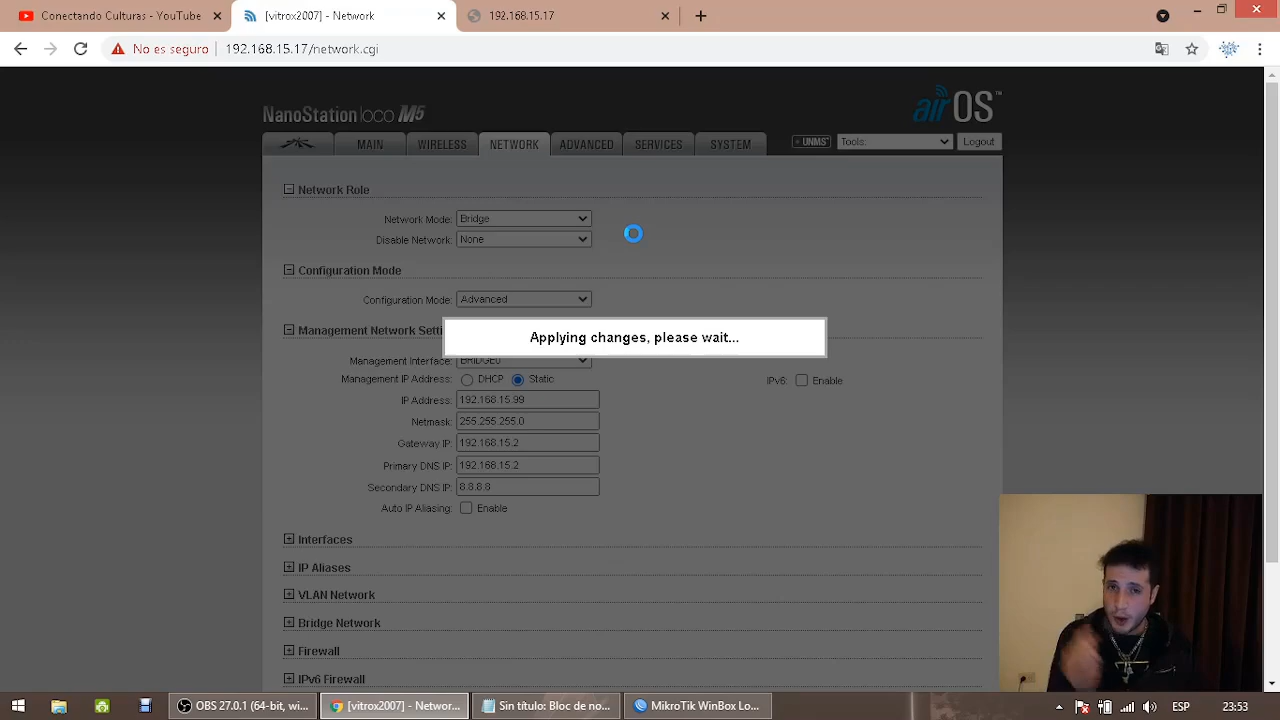 Conectando Culturas - YouTube
[vitrox2007] - Network
192.168.15.17
No es seguro
192.168.15.17/network.cgi
NanoStation loco M5
airOS™
MAIN
WIRELESS
NETWORK
ADVANCED
SERVICES
SYSTEM
UNMS™
Tools:
Logout
Network Role
Network Mode: Bridge
Disable Network: None
Configuration Mode
Configuration Mode: Advanced
Management Network Setti
Applying changes, please wait...
Management Interface: BRIDGE0
Management IP Address: DHCP Static
IPv6: Enable
IP Address: 192.168.15.99
Netmask: 255.255.255.0
Gateway IP: 192.168.15.2
Primary DNS IP: 192.168.15.2
Secondary DNS IP: 8.8.8.8
Auto IP Aliasing: Enable
Interfaces
IP Aliases
VLAN Network
Bridge Network
Firewall
IPv6 Firewall
OBS 27.0.1 (64-bit, wi...
[vitrox2007] - Networ...
Sin título: Bloc de no...
MikroTik WinBox Lo...
ESP
23:53